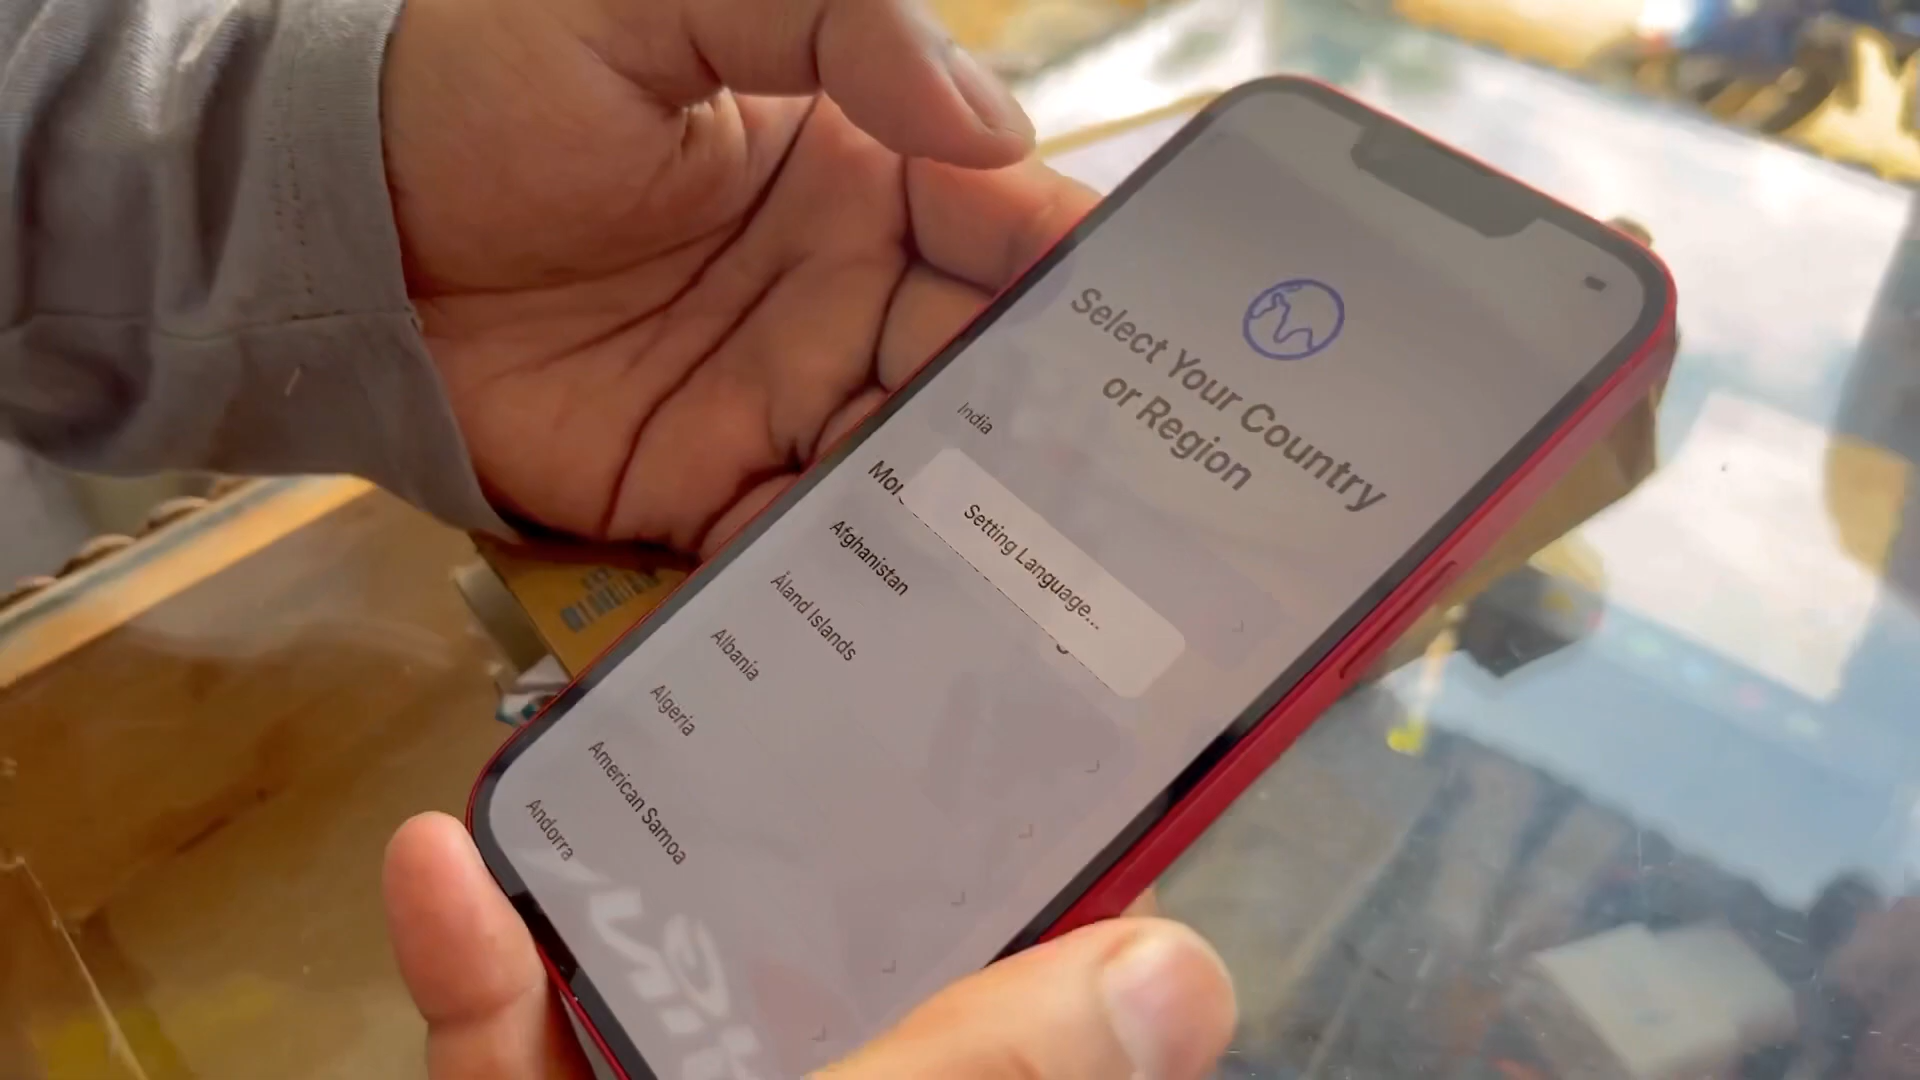 Select Your Country
or Region
India
Setting Language...
Afghanistan
Åland Islands
Albania
Algeria
American Samoa
Andorra